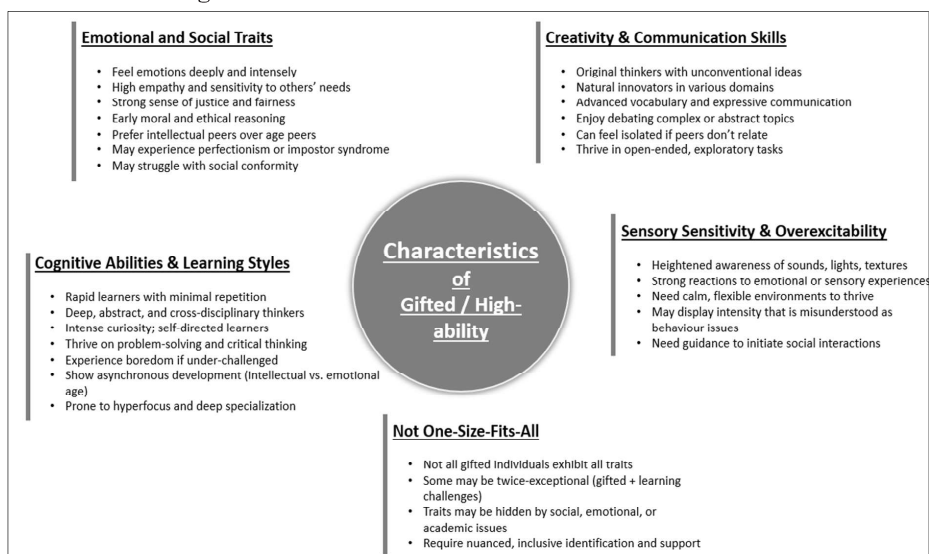 Emotional and Social Traits
• Feel emotions deeply and intensely
• High empathy and sensitivity to others' needs
• Strong sense of justice and fairness
• Early moral and ethical reasoning
• Prefer intellectual peers over age peers
• May experience perfectionism or impostor syndrome
• May struggle with social conformity
Creativity & Communication Skills
• Original thinkers with unconventional ideas
• Natural innovators in various domains
• Advanced vocabulary and expressive communication
• Enjoy debating complex or abstract topics
• Can feel isolated if peers don't relate
• Thrive in open-ended, exploratory tasks
Characteristics
of
Gifted / High-
ability
Cognitive Abilities & Learning Styles
• Rapid learners with minimal repetition
• Deep, abstract, and cross-disciplinary thinkers
• Intense curiosity; self-directed learners
• Thrive on problem-solving and critical thinking
• Experience boredom if under-challenged
• Show asynchronous development (intellectual vs. emotional
age)
• Prone to hyperfocus and deep specialization
Sensory Sensitivity & Overexcitability
• Heightened awareness of sounds, lights, textures
• Strong reactions to emotional or sensory experiences
• Need calm, flexible environments to thrive
• May display intensity that is misunderstood as
behaviour issues
• Need guidance to initiate social interactions
Not One-Size-Fits-All
• Not all gifted individuals exhibit all traits
• Some may be twice-exceptional (gifted + learning
challenges)
• Traits may be hidden by social, emotional, or
academic issues
• Require nuanced, inclusive identification and support